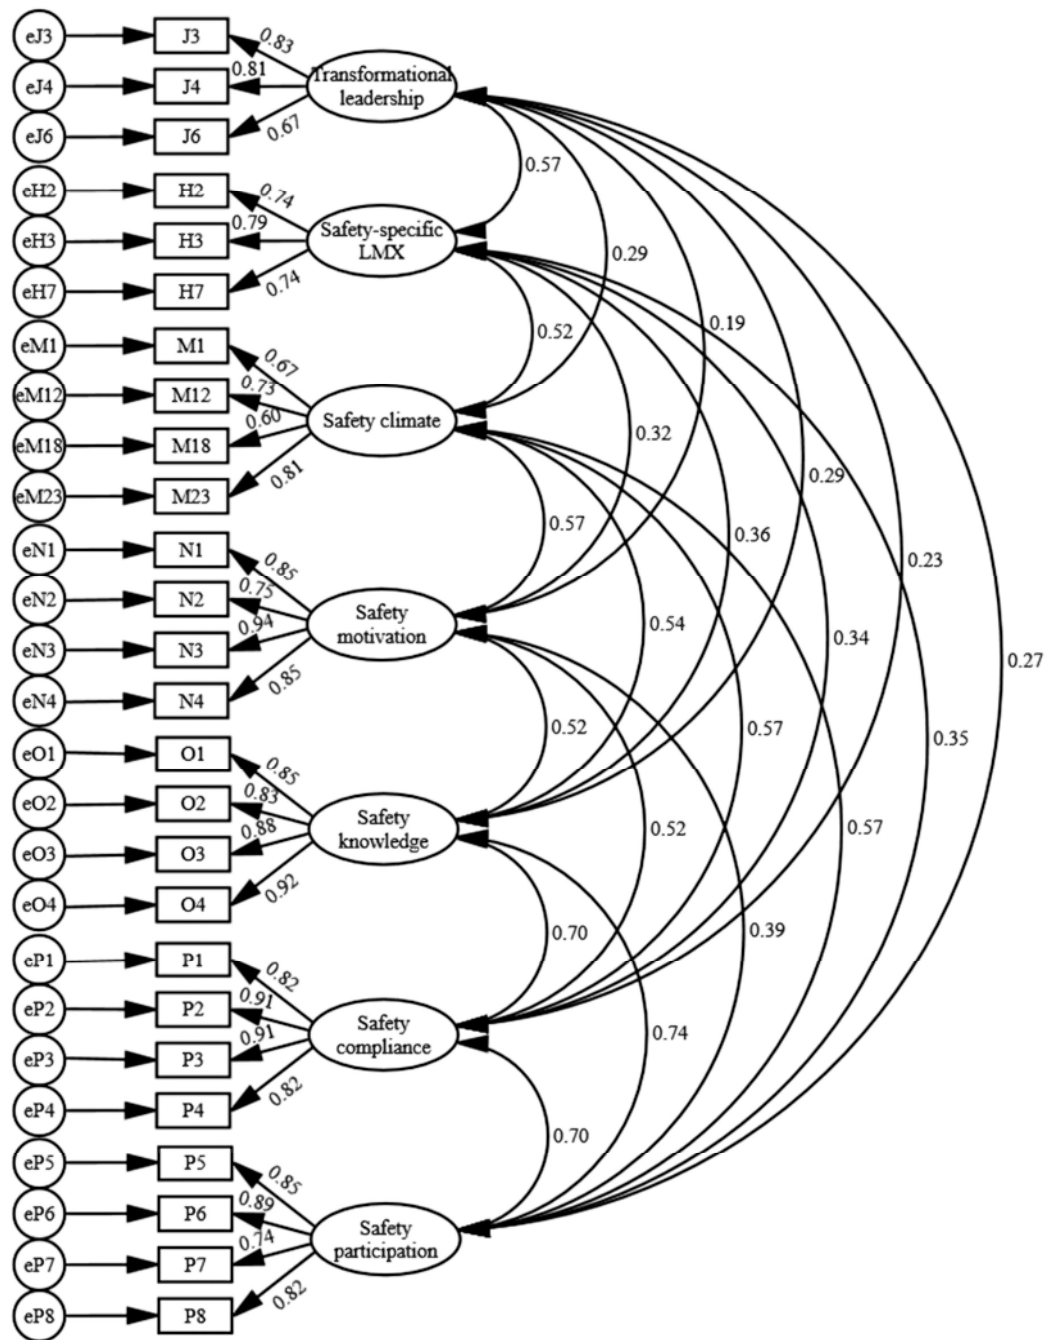 eJ3 J3 0.83
Transformational
leadership
eJ4 J4 0.81
eJ6 J6 0.67
0.57
eH2 H2 0.74
Safety-specific
LMX
eH3 H3 0.79
0.29
eH7 H7 0.74
0.19
0.52
eM1 M1 0.67
eM12 M12 0.73
Safety climate
eM18 M18 0.60
0.32
eM23 M23 0.81
0.29
0.57
0.36
eN1 N1 0.85
0.23
eN2 N2 0.75
Safety
motivation
eN3 N3 0.94
0.54
0.34
0.27
eN4 N4 0.85
0.52
0.57
0.35
eO1 O1 0.85
eO2 O2 0.83
Safety
knowledge
eO3 O3 0.88
0.52
0.57
eO4 O4 0.92
0.70
0.39
eP1 P1 0.82
eP2 P2 0.91
Safety
compliance
eP3 P3 0.91
0.74
eP4 P4 0.82
0.70
eP5 P5 0.85
eP6 P6 0.89
Safety
participation
eP7 P7 0.74
eP8 P8 0.82